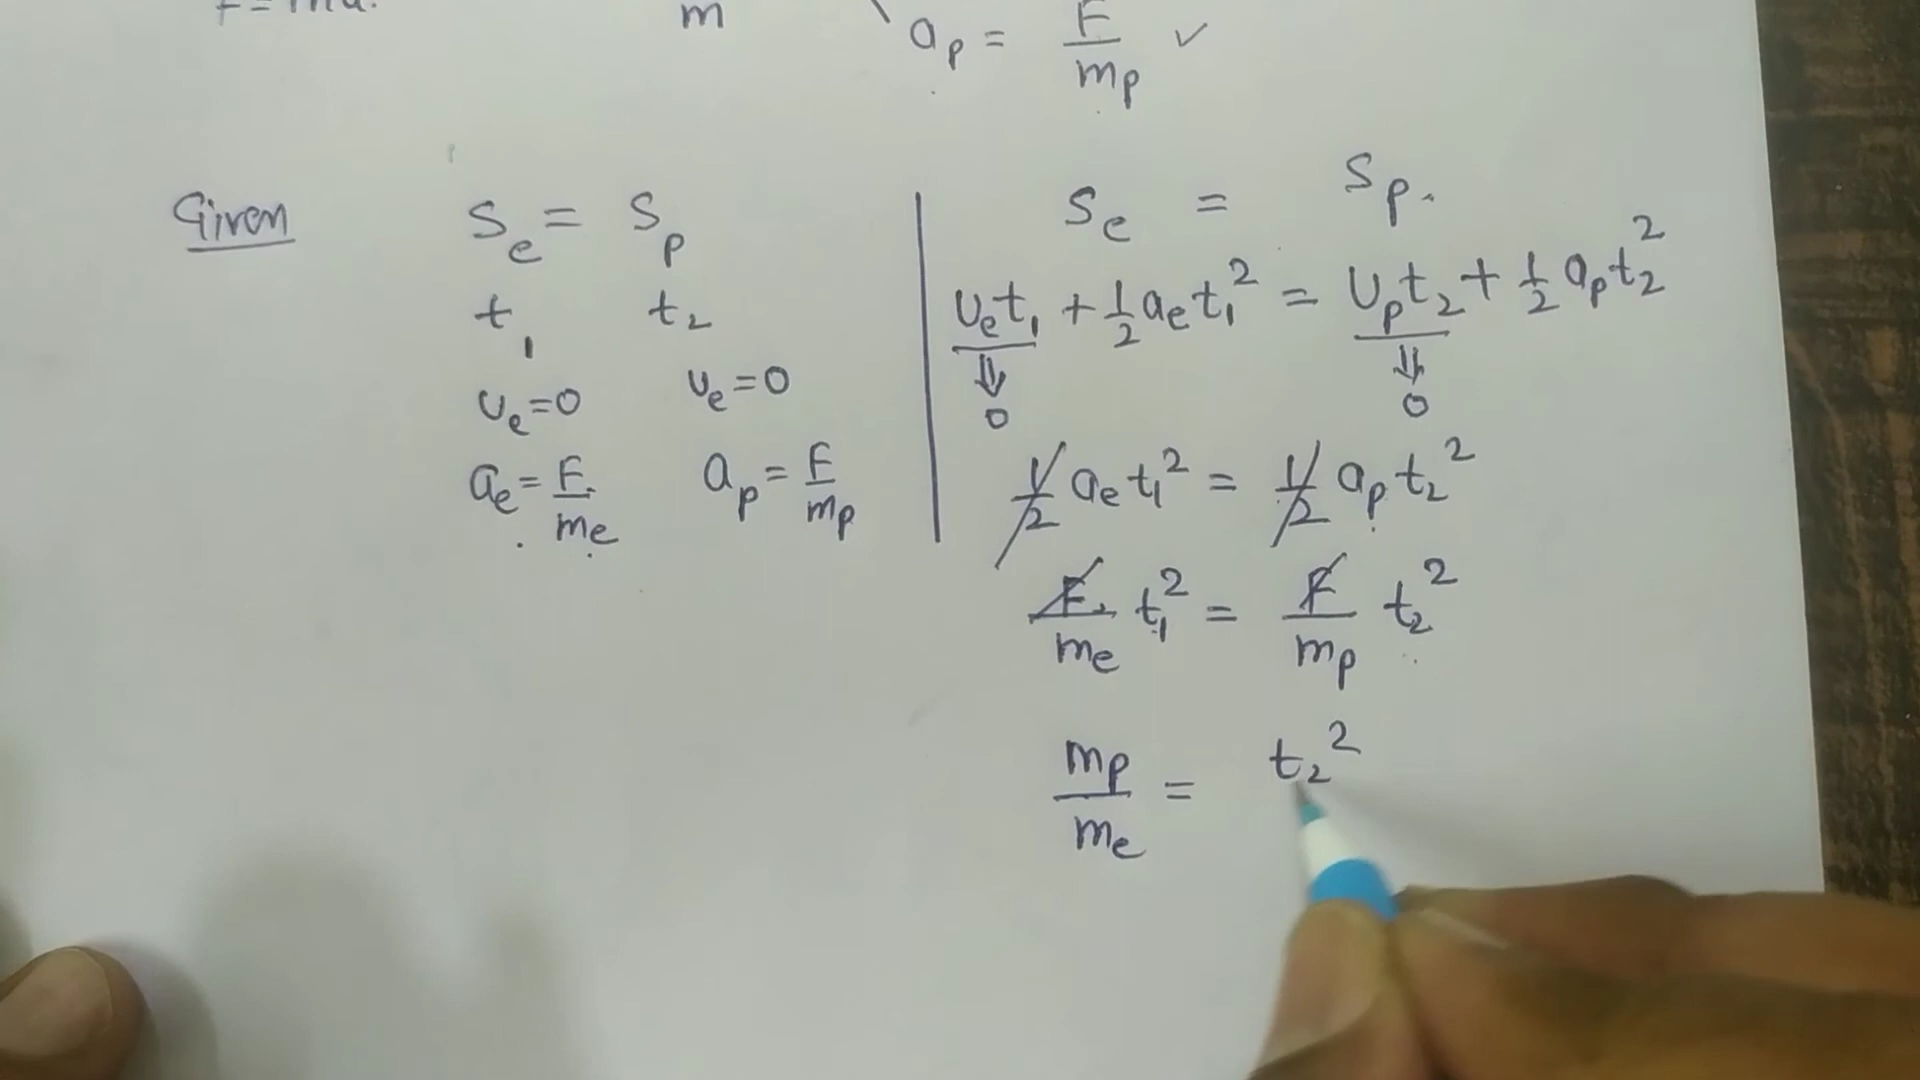 F = ma.
m
a_p = F/m_p ✓
Given
S_e = S_p
t_1 t_2
u_e = 0 u_e = 0
a_e = F/m_e a_p = F/m_p
S_e = S_p.
u_e t_1 + 1/2 a_e t_1^2 = u_p t_2 + 1/2 a_p t_2^2
⇓ ⇓
0 0
1/2 a_e t_1^2 = 1/2 a_p t_2^2
F/m_e t_1^2 = F/m_p t_2^2
m_p/m_e = t_2^2